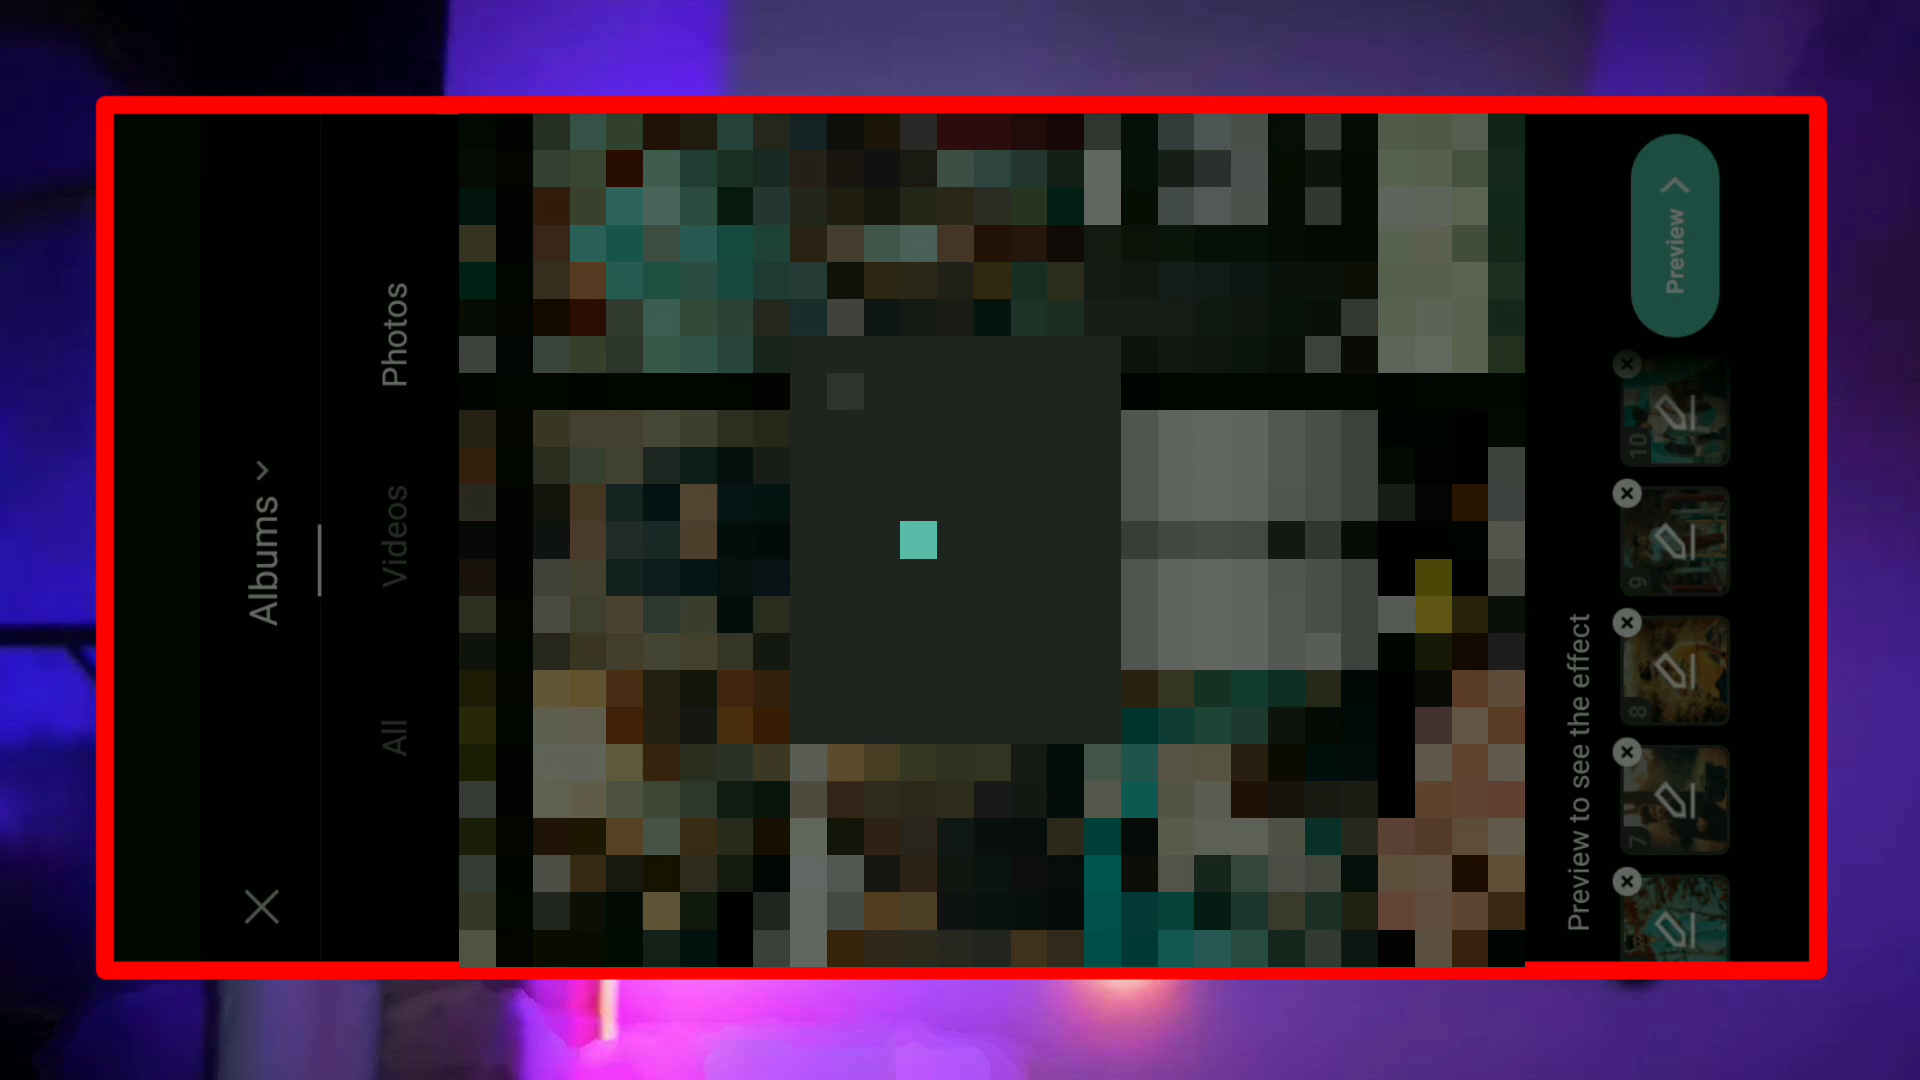 Albums
All
Videos
Photos
Preview to see the effect
7
8
9
10
Preview